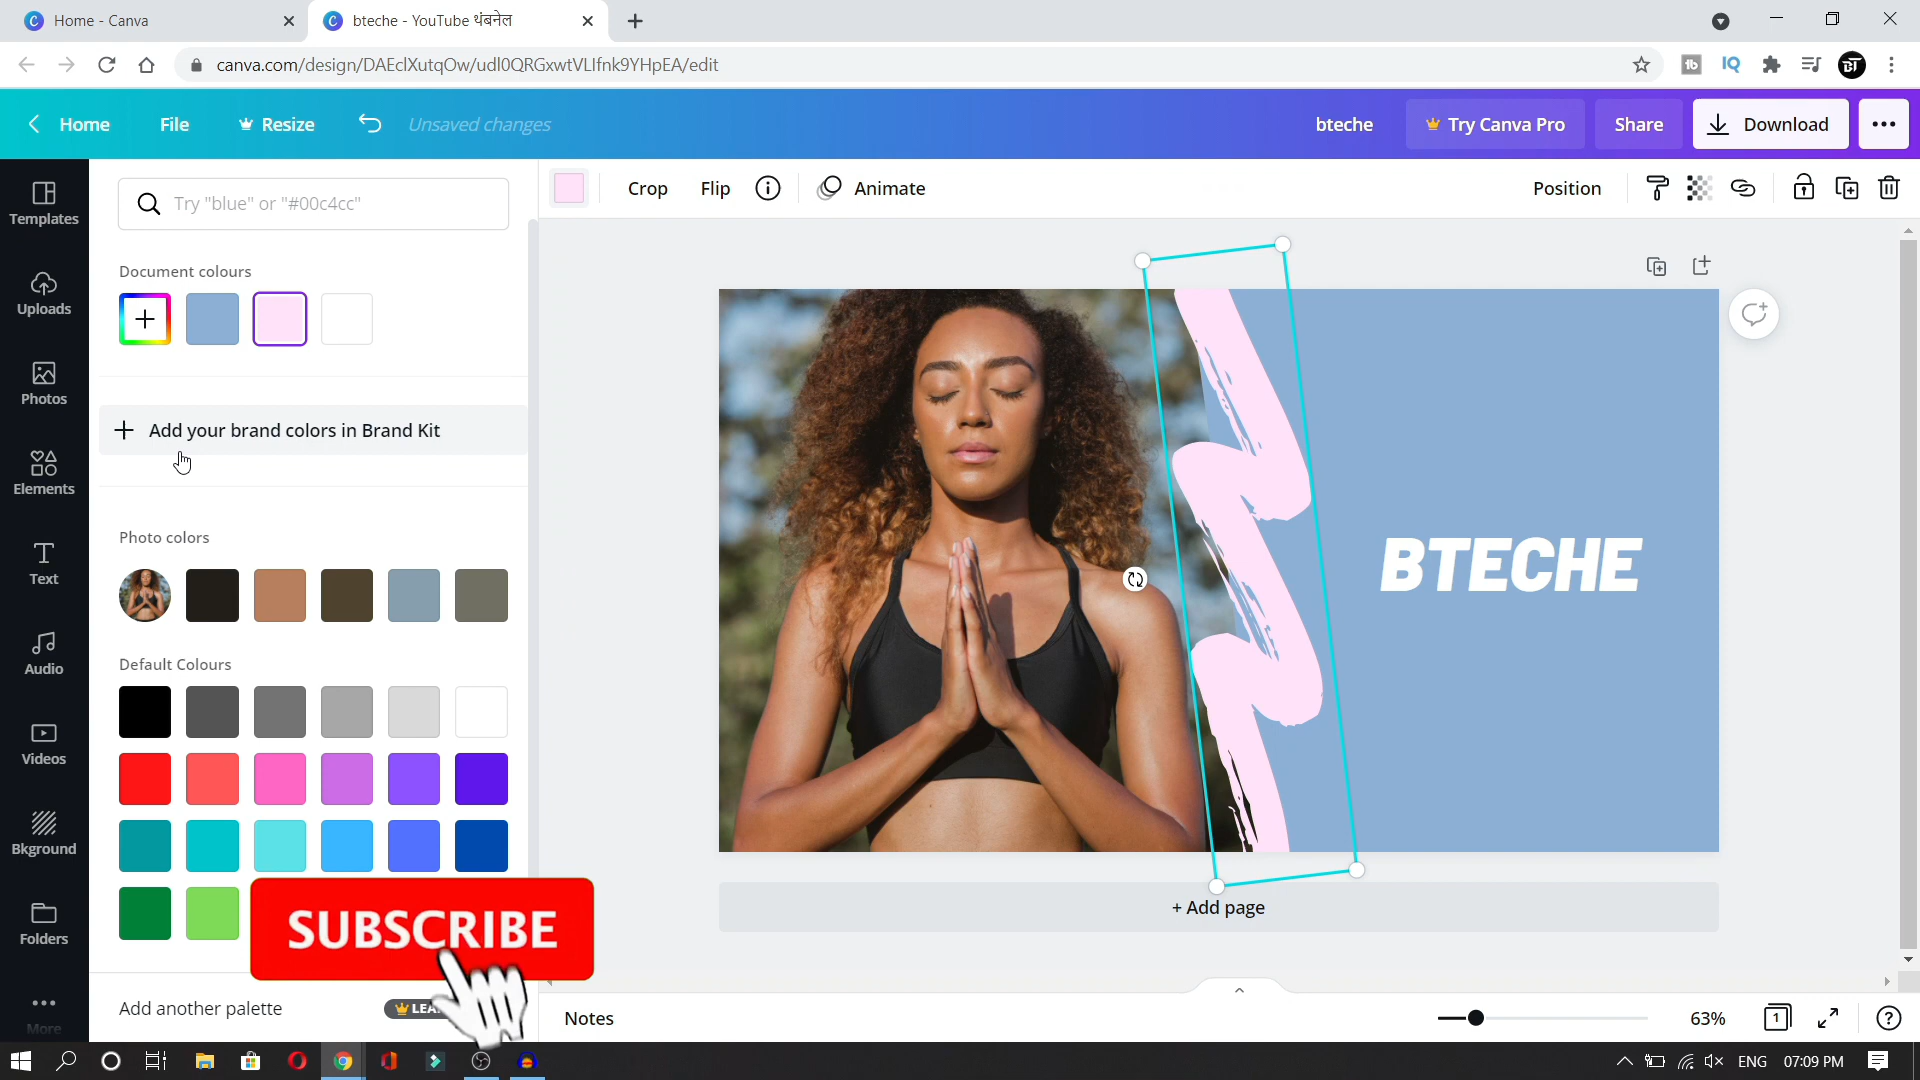 Home - Canva
bteche - YouTube थंबनेल
canva.com/design/DAEclXutqOw/udl0QRGxwtVLIfnk9YHpEA/edit
Home
File
Resize
Unsaved changes
bteche
Try Canva Pro
Share
Download
Try "blue" or "#00c4cc"
Crop
Flip
Animate
Position
Templates
Uploads
Photos
Elements
Text
Audio
Videos
Bkground
Folders
More
Document colours
Add your brand colors in Brand Kit
Photo colors
Default Colours
BTECHE
SUBSCRIBE
+ Add page
Add another palette
Notes
63%
1
ENG
07:09 PM